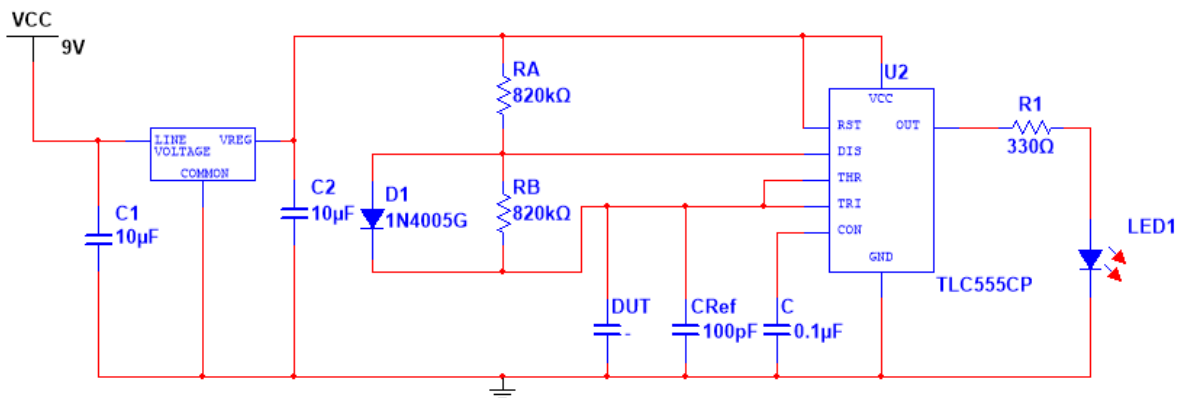 VCC
9V
LINE VREG
VOLTAGE
COMMON
C1
10µF
C2
10µF
RA
820kΩ
D1
1N4005G
RB
820kΩ
DUT
-
CRef
100pF
C
0.1µF
U2
VCC
RST
OUT
DIS
THR
TRI
CON
GND
TLC555CP
R1
330Ω
LED1